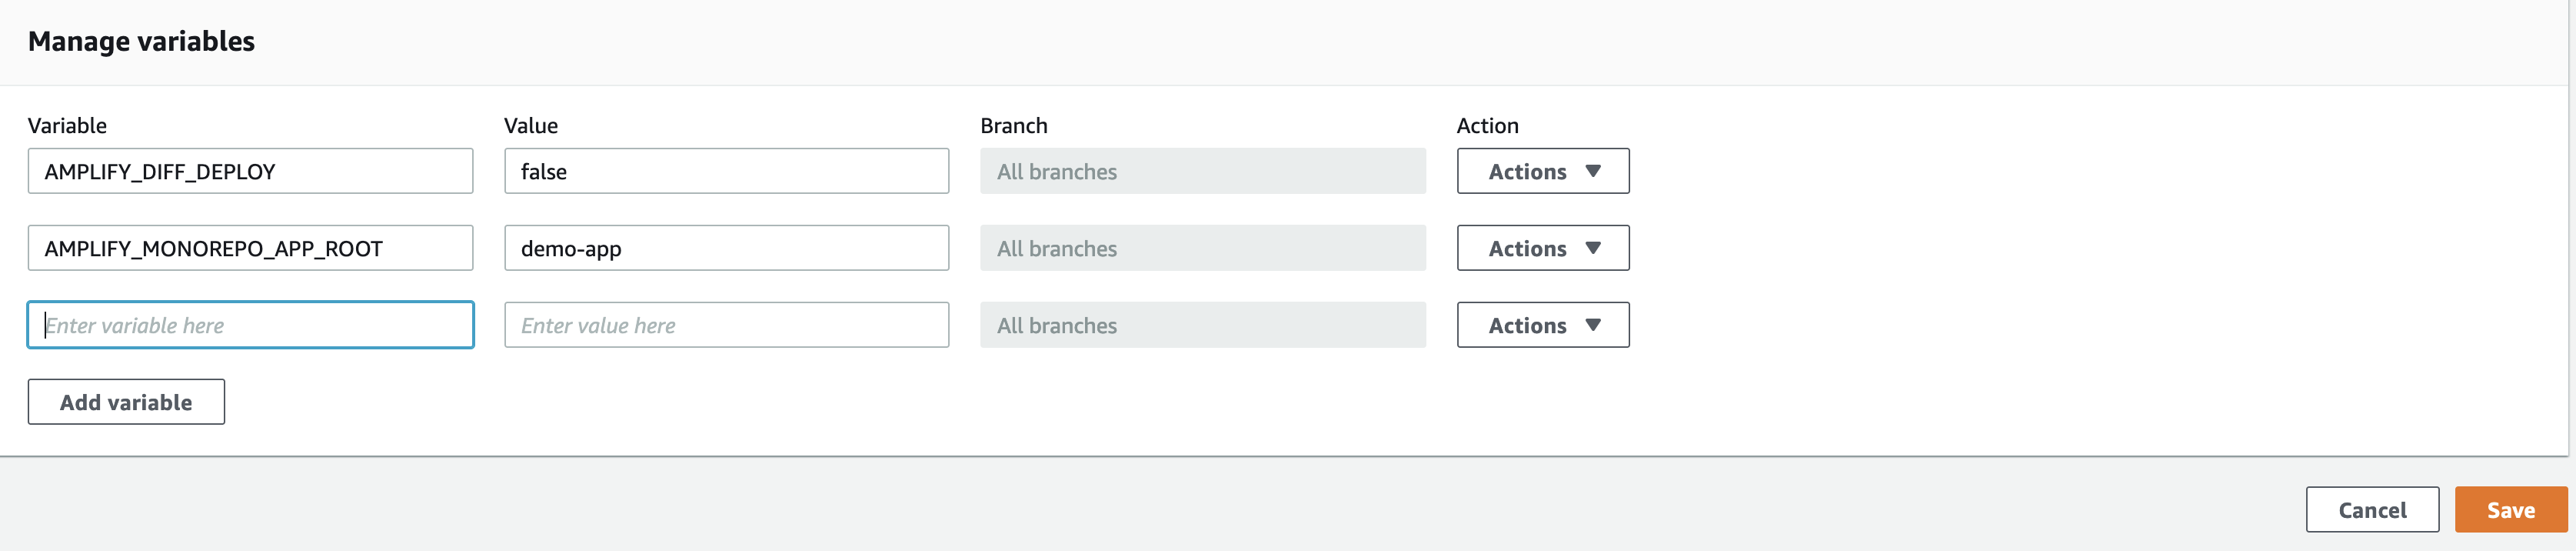 Manage variables
Variable Value Branch Action
AMPLIFY_DIFF_DEPLOY false All branches Actions
AMPLIFY_MONOREPO_APP_ROOT demo-app All branches Actions
Enter variable here Enter value here All branches Actions
Add variable
Cancel Save